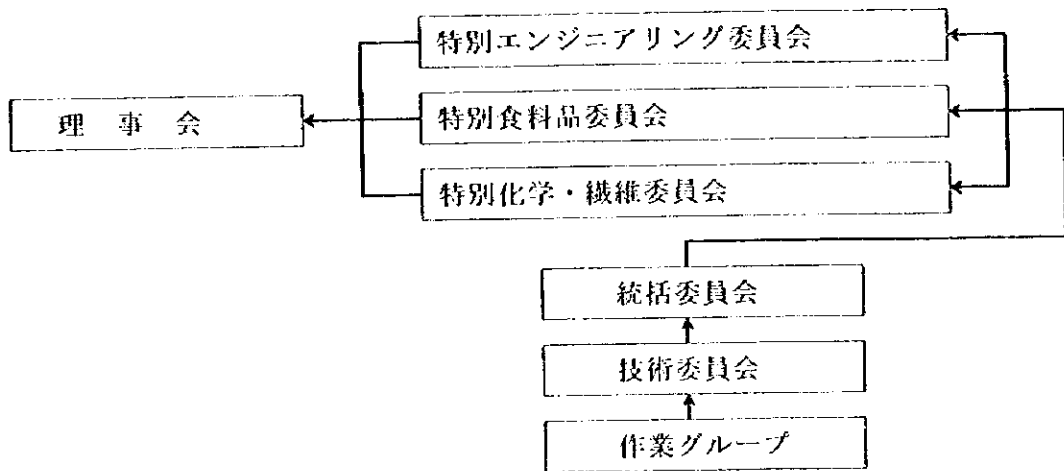 特別エンジニアリング委員会
理事会
特別食料品委員会
特別化学・繊維委員会
統括委員会
技術委員会
作業グループ